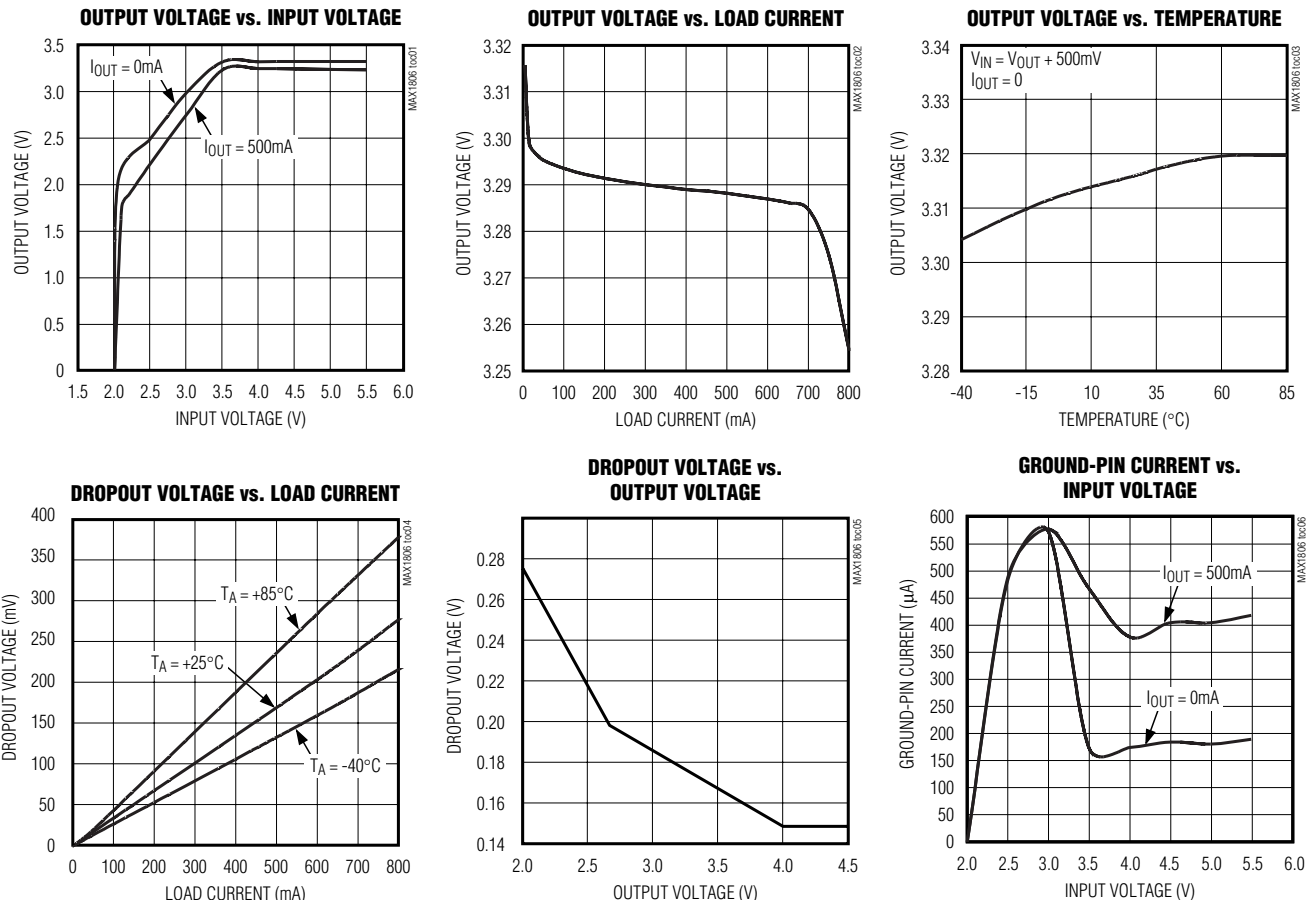 OUTPUT VOLTAGE vs. INPUT VOLTAGE
OUTPUT VOLTAGE (V)
3.5
3.0
2.5
2.0
1.5
1.0
0.5
0
1.5 2.0 2.5 3.0 3.5 4.0 4.5 5.0 5.5 6.0
INPUT VOLTAGE (V)
IOUT = 0mA
IOUT = 500mA
MAX1806 toc01
OUTPUT VOLTAGE vs. LOAD CURRENT
OUTPUT VOLTAGE (V)
3.32
3.31
3.30
3.29
3.28
3.27
3.26
3.25
0 100 200 300 400 500 600 700 800
LOAD CURRENT (mA)
MAX1806 toc02
OUTPUT VOLTAGE vs. TEMPERATURE
OUTPUT VOLTAGE (V)
3.34
3.33
3.32
3.31
3.30
3.29
3.28
-40 -15 10 35 60 85
TEMPERATURE (°C)
VIN = VOUT + 500mV
IOUT = 0
MAX1806 toc03
DROPOUT VOLTAGE vs. LOAD CURRENT
DROPOUT VOLTAGE (mV)
400
350
300
250
200
150
100
50
0
0 100 200 300 400 500 600 700 800
LOAD CURRENT (mA)
TA = +85°C
TA = +25°C
TA = -40°C
MAX1806 toc04
DROPOUT VOLTAGE vs.
OUTPUT VOLTAGE
DROPOUT VOLTAGE (V)
0.28
0.26
0.24
0.22
0.20
0.18
0.16
0.14
2.0 2.5 3.0 3.5 4.0 4.5
OUTPUT VOLTAGE (V)
MAX1806 toc05
GROUND-PIN CURRENT vs.
INPUT VOLTAGE
GROUND-PIN CURRENT (μA)
600
550
500
450
400
350
300
250
200
150
100
50
0
2.0 2.5 3.0 3.5 4.0 4.5 5.0 5.5 6.0
INPUT VOLTAGE (V)
IOUT = 500mA
IOUT = 0mA
MAX1806 toc06